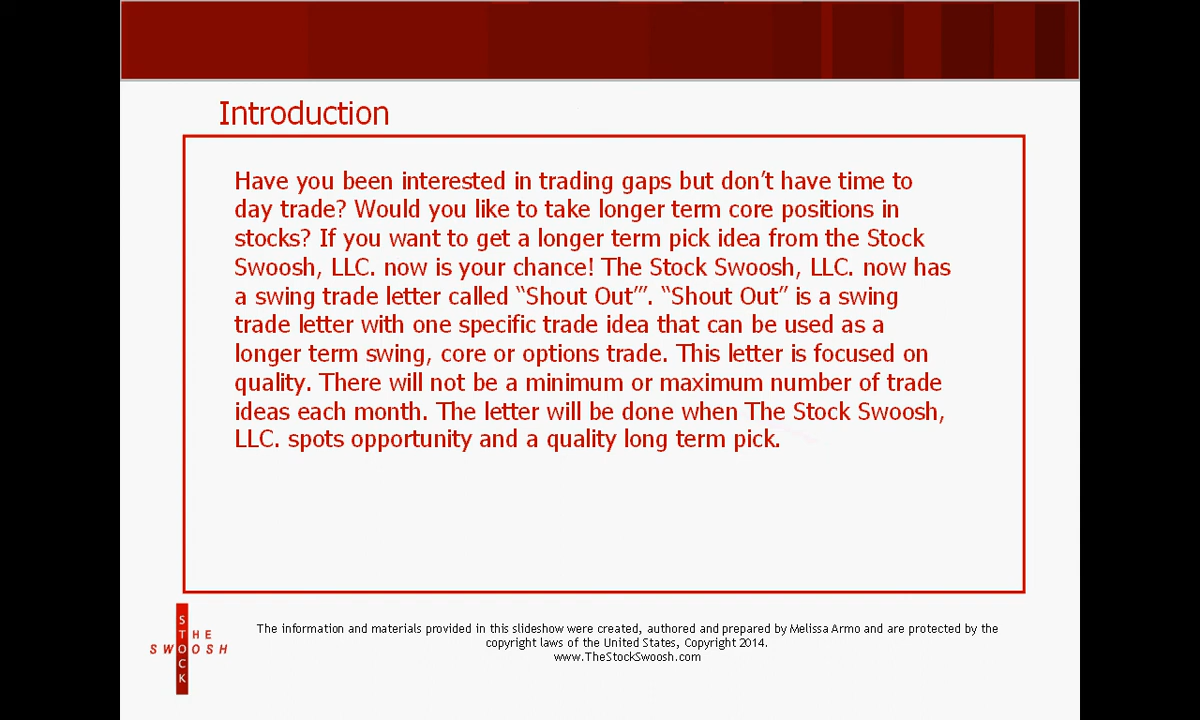 Introduction
Have you been interested in trading gaps but don’t have time to
day trade? Would you like to take longer term core positions in
stocks? If you want to get a longer term pick idea from the Stock
Swoosh, LLC. now is your chance! The Stock Swoosh, LLC. now has
a swing trade letter called “Shout Out”’. “Shout Out” is a swing
trade letter with one specific trade idea that can be used as a
longer term swing, core or options trade. This letter is focused on
quality. There will not be a minimum or maximum number of trade
ideas each month. The letter will be done when The Stock Swoosh,
LLC. spots opportunity and a quality long term pick.
THE
STOCK
SWOOSH
The information and materials provided in this slideshow were created, authored and prepared by Melissa Armo and are protected by the
copyright laws of the United States, Copyright 2014.
www.TheStockSwoosh.com